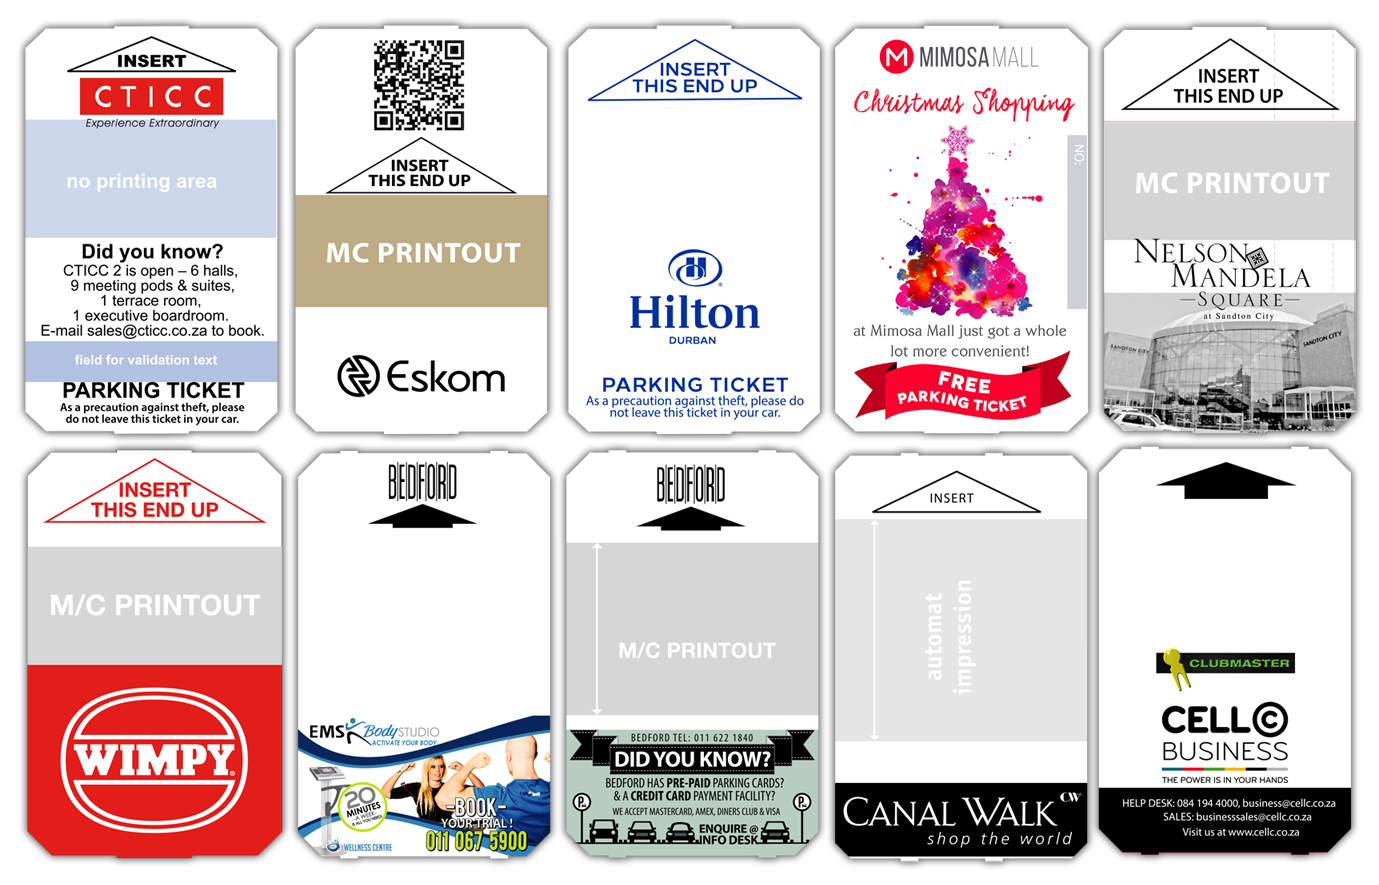 INSERT
CTICC
Experience Extraordinary
no printing area
Did you know?
CTICC 2 is open – 6 halls,
9 meeting pods & suites,
1 terrace room,
1 executive boardroom.
E-mail sales@cticc.co.za to book.
field for validation text
PARKING TICKET
As a precaution against theft, please
do not leave this ticket in your car.
INSERT
THIS END UP
MC PRINTOUT
Eskom
INSERT
THIS END UP
Hilton
DURBAN
PARKING TICKET
As a precaution against theft, please do
not leave this ticket in your car.
M MIMOSA MALL
Christmas Shopping
NO:
at Mimosa Mall just got a whole
lot more convenient!
FREE
PARKING TICKET
INSERT
THIS END UP
MC PRINTOUT
NELSON
MANDELA
SQUARE
at Sandton City
SANDTON CITY
SANDTON CITY
INSERT
THIS END UP
M/C PRINTOUT
WIMPY
BEDFORD
EMS Body STUDIO
ACTIVATE YOUR BODY
20
MINUTES
A WEEK.
IS ALL YOU NEED!
-BOOK-
YOUR TRIAL!
011 067 5900
WELLNESS CENTRE
BEDFORD
M/C PRINTOUT
BEDFORD TEL: 011 622 1840
DID YOU KNOW?
BEDFORD HAS PRE-PAID PARKING CARDS?
& A CREDIT CARD PAYMENT FACILITY?
WE ACCEPT MASTERCARD, AMEX, DINERS CLUB & VISA
P
P
ENQUIRE @
INFO DESK
INSERT
automat
impression
CANAL WALK CW
shop the world
CLUBMASTER
CELL C
BUSINESS
THE POWER IS IN YOUR HANDS
HELP DESK: 084 194 4000, business@cellc.co.za
SALES: businesssales@cellc.co.za
Visit us at www.cellc.co.za